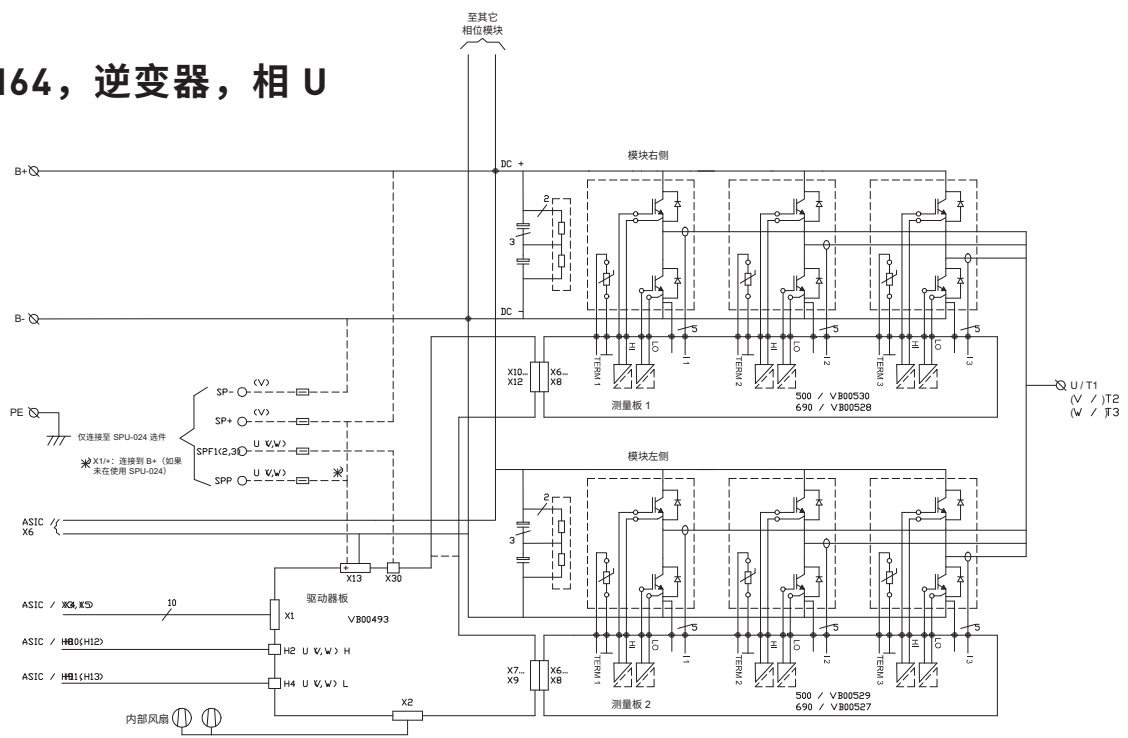 至其它
相位模块
I64，逆变器，相 U
B+
DC +
模块右侧
2
3
B-
DC -
5
5
5
HI
LO
HI
LO
HI
LO
TERM 1
I1
TERM 2
I2
TERM 3
I3
X10...
X12
X6...
X8
测量板 1
500 / VB00530
690 / VB00528
U / T1
(V / )T2
(W / )T3
SP-
(V)
SP+
(V)
PE
仅连接至 SPU-024 选件
SPF1(2,3)
U (V,W)
X1/+：连接到 B+（如果
未在使用 SPU-024）
SPP
U (V,W)
模块左侧
2
3
ASIC //
X6
+
X13
X30
驱动器板
VB00493
ASIC /
10
X1
ASIC /
(H12)
H2 U (V,W) H
ASIC /
(H13)
H4 U (V,W) L
X2
内部风扇
5
5
5
HI
LO
HI
LO
HI
LO
TERM 1
I1
TERM 2
I2
TERM 3
I3
X7...
X9
X6...
X8
测量板 2
500 / VB00529
690 / VB00527